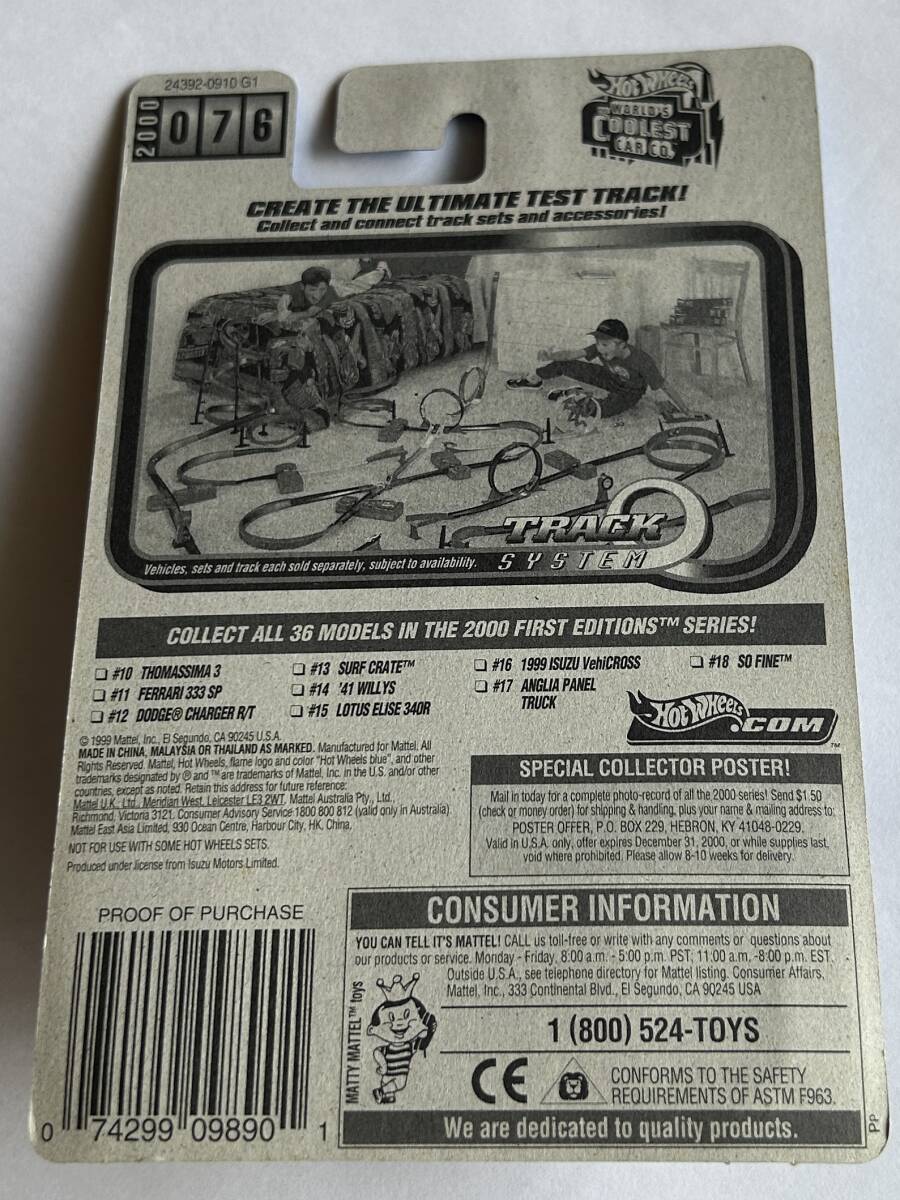 24392-0910 G1
2000
076
HOT WHEELS
WORLD'S
COOLEST
CAR CO.
CREATE THE ULTIMATE TEST TRACK!
Collect and connect track sets and accessories!
TRACK
SYSTEM
Vehicles, sets and track each sold separately, subject to availability.
COLLECT ALL 36 MODELS IN THE 2000 FIRST EDITIONS™ SERIES!
❏ #10 THOMASSIMA 3
❏ #11 FERRARI 333 SP
❏ #12 DODGE® CHARGER R/T
❏ #13 SURF CRATE™
❏ #14 '41 WILLYS
❏ #15 LOTUS ELISE 340R
❏ #16 1999 ISUZU VehiCROSS
❏ #17 ANGLIA PANEL
TRUCK
❏ #18 SO FINE™
Hot Wheels
.COM™
© 1999 Mattel, Inc., El Segundo, CA 90245 U.S.A.
MADE IN CHINA, MALAYSIA OR THAILAND AS MARKED. Manufactured for Mattel. All
Rights Reserved. Mattel, Hot Wheels, flame logo and color "Hot Wheels blue", and other
trademarks designated by ® and ™ are trademarks of Mattel, Inc. in the U.S. and/or other
countries, except as noted. Retain this address for future reference:
Mattel U.K. Ltd., Meridian West, Leicester LE3 2WT. Mattel Australia Pty., Ltd.,
Richmond, Victoria 3121. Consumer Advisory Service 1800 800 812 (valid only in Australia).
Mattel East Asia Limited, 930 Ocean Centre, Harbour City, HK, China.
NOT FOR USE WITH SOME HOT WHEELS SETS.
Produced under license from Isuzu Motors Limited.
SPECIAL COLLECTOR POSTER!
Mail in today for a complete photo-record of all the 2000 series! Send $1.50
(check or money order) for shipping & handling, plus your name & mailing address to:
POSTER OFFER, P.O. BOX 229, HEBRON, KY 41048-0229.
Valid in U.S.A. only, offer expires December 31, 2000, or while supplies last,
void where prohibited. Please allow 8-10 weeks for delivery.
PROOF OF PURCHASE
0 74299 09890 1
CONSUMER INFORMATION
YOU CAN TELL IT'S MATTEL! CALL us toll-free or write with any comments or questions about
our products or service. Monday - Friday, 8:00 a.m. - 5:00 p.m. PST, 11:00 a.m. -8:00 p.m. EST.
Outside U.S.A., see telephone directory for Mattel listing. Consumer Affairs,
Mattel, Inc., 333 Continental Blvd., El Segundo, CA 90245 USA
MATTY MATTEL™ toys
1 (800) 524-TOYS
CE
CONFORMS TO THE SAFETY
REQUIREMENTS OF ASTM F963.
We are dedicated to quality products.
PP